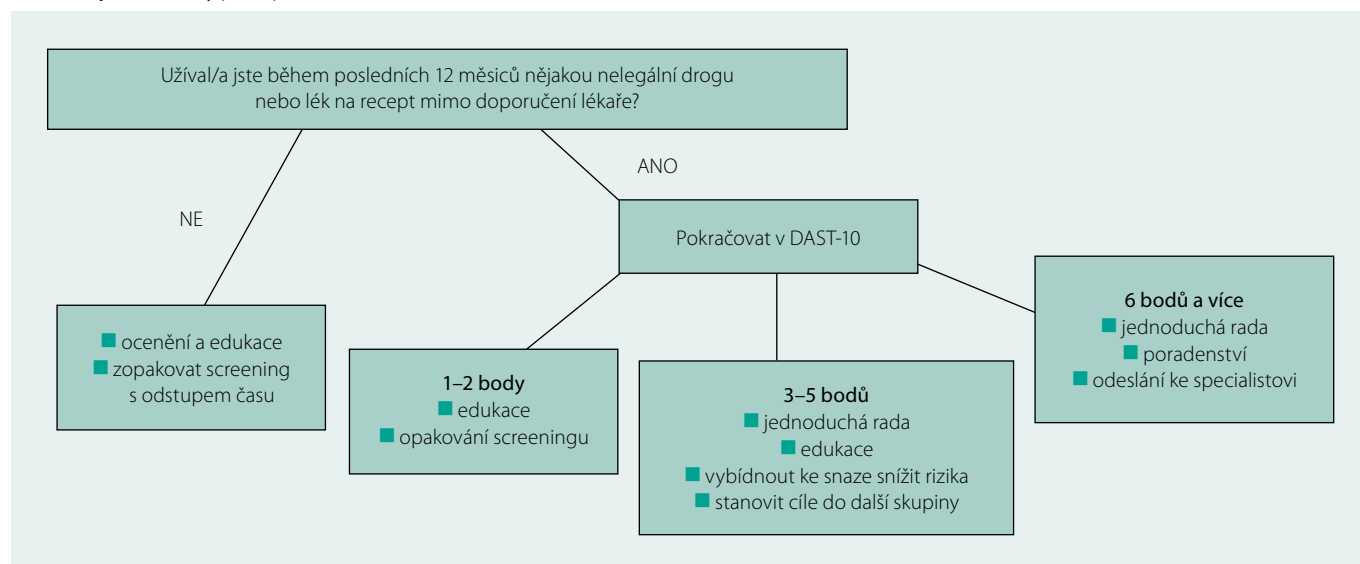 Užíval/a jste během posledních 12 měsíců nějakou nelegální drogu
nebo lék na recept mimo doporučení lékaře?
ANO
NE
Pokračovat v DAST-10
■ ocenění a edukace
■ zopakovat screening
s odstupem času
1–2 body
■ edukace
■ opakování screeningu
3–5 bodů
■ jednoduchá rada
■ edukace
■ vybídnout ke snaze snížit rizika
■ stanovit cíle do další skupiny
6 bodů a více
■ jednoduchá rada
■ poradenství
■ odeslání ke specialistovi